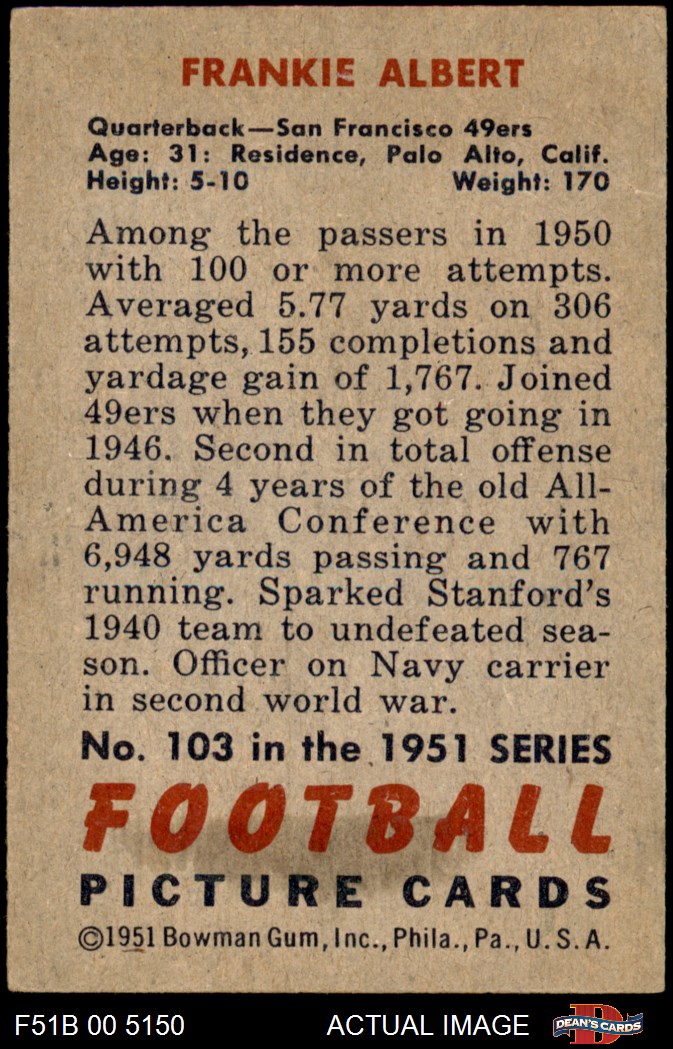 FRANKIE ALBERT
Quarterback—San Francisco 49ers
Age: 31: Residence, Palo Alto, Calif.
Height: 5-10 Weight: 170
Among the passers in 1950
with 100 or more attempts.
Averaged 5.77 yards on 306
attempts, 155 completions and
yardage gain of 1,767. Joined
49ers when they got going in
1946. Second in total offense
during 4 years of the old All-
America Conference with
6,948 yards passing and 767
running. Sparked Stanford's
1940 team to undefeated sea-
son. Officer on Navy carrier
in second world war.
No. 103 in the 1951 SERIES
FOOTBALL
PICTURE CARDS
©1951 Bowman Gum, Inc., Phila., Pa., U.S.A.
F51B 00 5150 ACTUAL IMAGE D DEAN'S CARDS